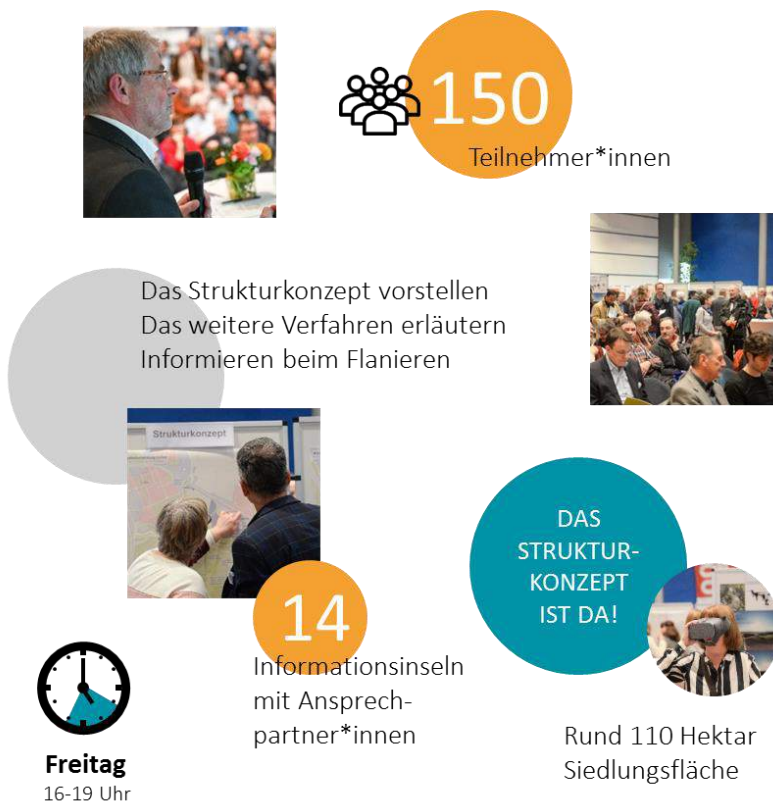 150
Teilnehmer*innen
Das Strukturkonzept vorstellen
Das weitere Verfahren erläutern
Informieren beim Flanieren
Strukturkonzept
DAS
STRUKTUR-
KONZEPT
IST DA!
14
Informationsinseln
mit Ansprech-
partner*innen
Freitag
16-19 Uhr
Rund 110 Hektar
Siedlungsfläche